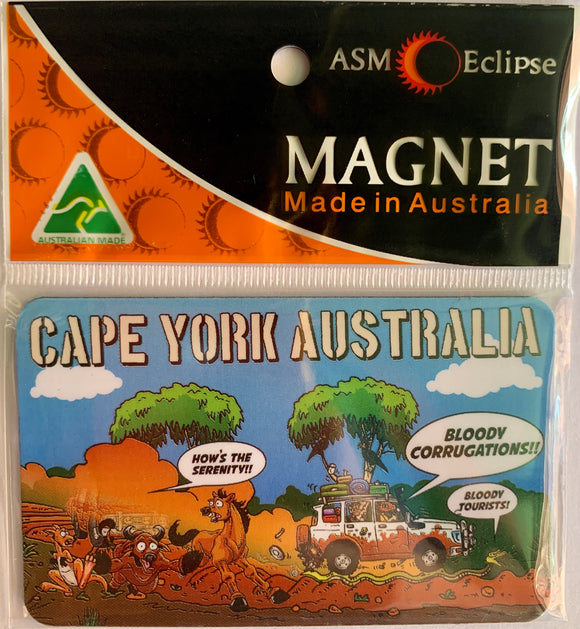 ASM Eclipse
MAGNET
Made in Australia
AUSTRALIAN MADE
CAPE YORK AUSTRALIA
HOW'S THE
SERENITY!!
BLOODY
CORRUGATIONS!!
BLOODY
TOURISTS!